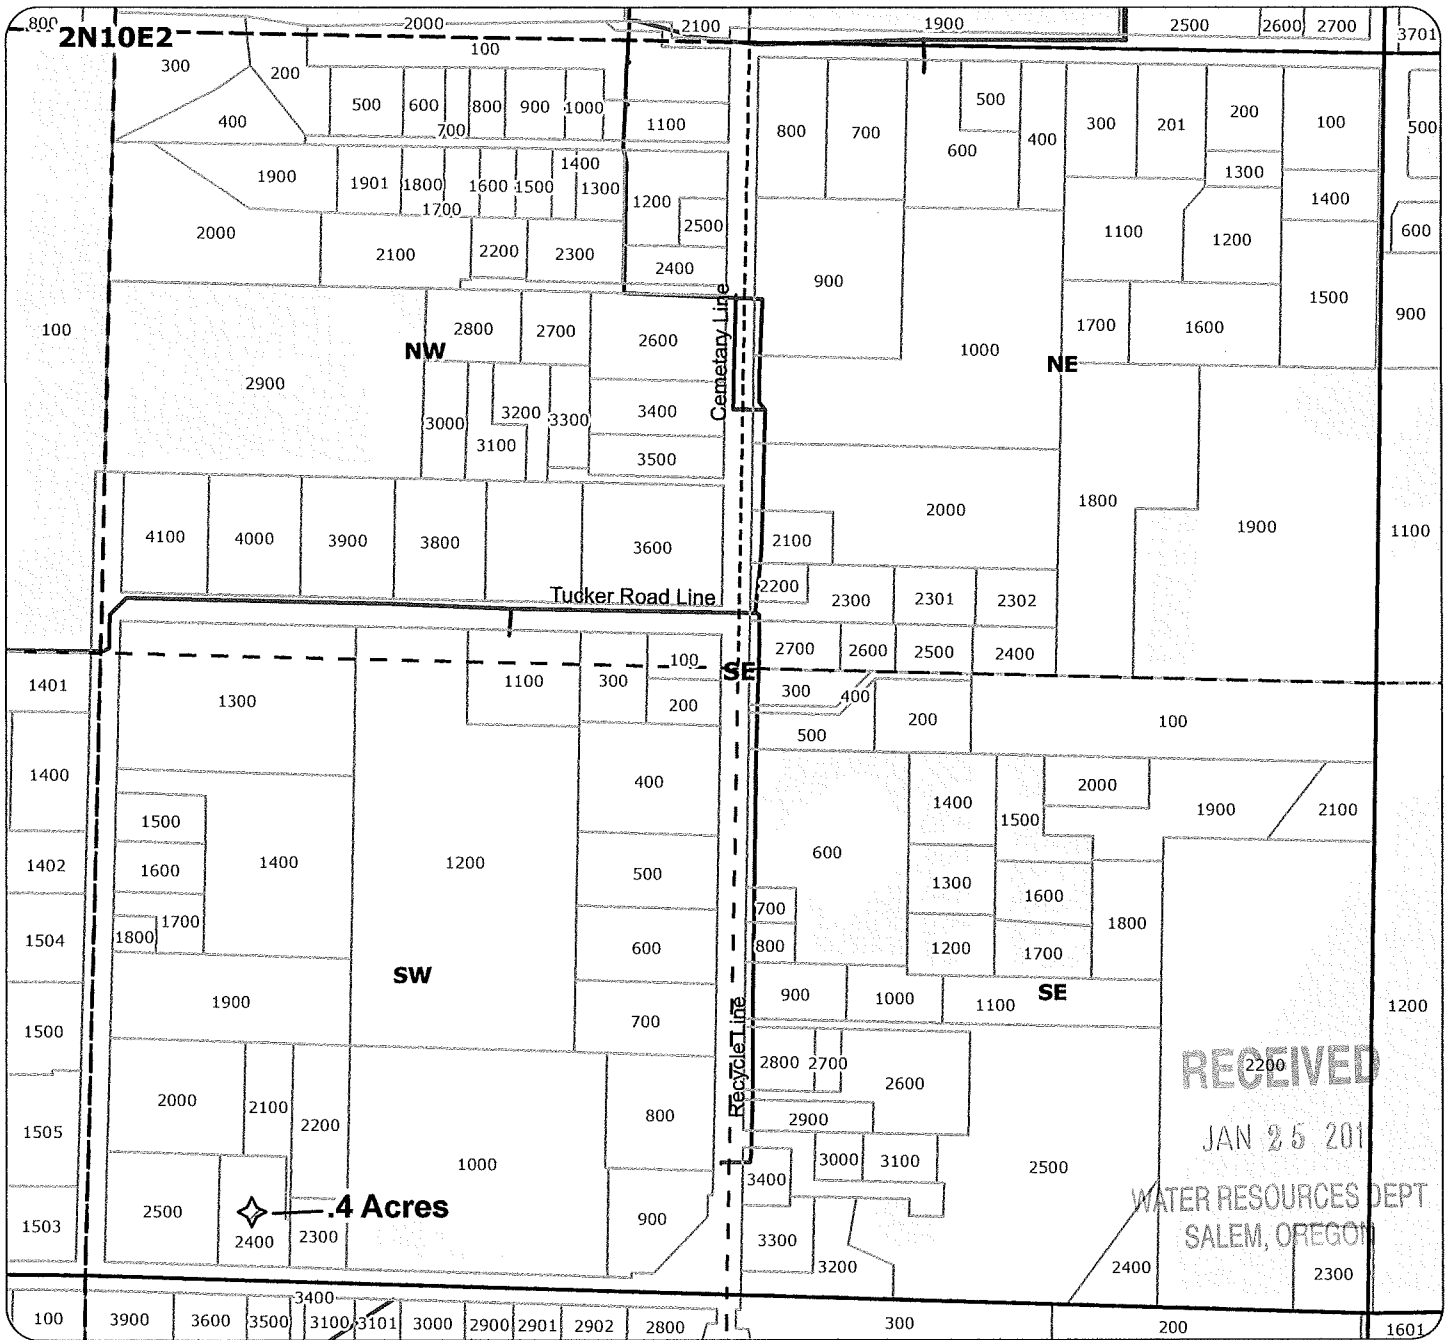 800 2000 2100 1900 2500 2600 2700 3701
2N10E2
100
300 200
500 600 700 800 900 1000
400 1100
1900 1901 1800 1700 1600 1500 1400 1300 1200
2500
2000 2100 2200 2300 2400
100
2800 2700 2600
NW
2900
3000 3200 3300 3400
3100 3500
Cemetary Line
4100 4000 3900 3800 3600
Tucker Road Line
800 700 500 600 400 300 201 200 100
500
1300
1400
1100 1200 600
900
1500 900
1700 1600
1000
NE
2000 1800 1900 1100
2100
2200 2300 2301 2302
2700 2600 2500 2400
SE
1401
1300 1100 300 100
200
1400
400
1500
1402 1600 1400 1200 500
1700
1504 1800 600
SW
1900
1500 700
2000 2100 2200 800
1505
1000
1503 2500 2400 2300 900
.4 Acres
Recycle Line
300 400 200 100
500
2000
1400 1500 1900 2100
600
1300 1600
700
800 1200 1700 1800
SE
900 1000 1100 1200
2800 2700 2600 2200
2900
3000 3100 2500
3400
3300 3200 2400 2300
RECEIVED
JAN 25 201
WATER RESOURCES DEPT
SALEM, OREGON
3400
100 3900 3600 3500 3100 3101 3000 2900 2901 2902 2800 300 200 1601